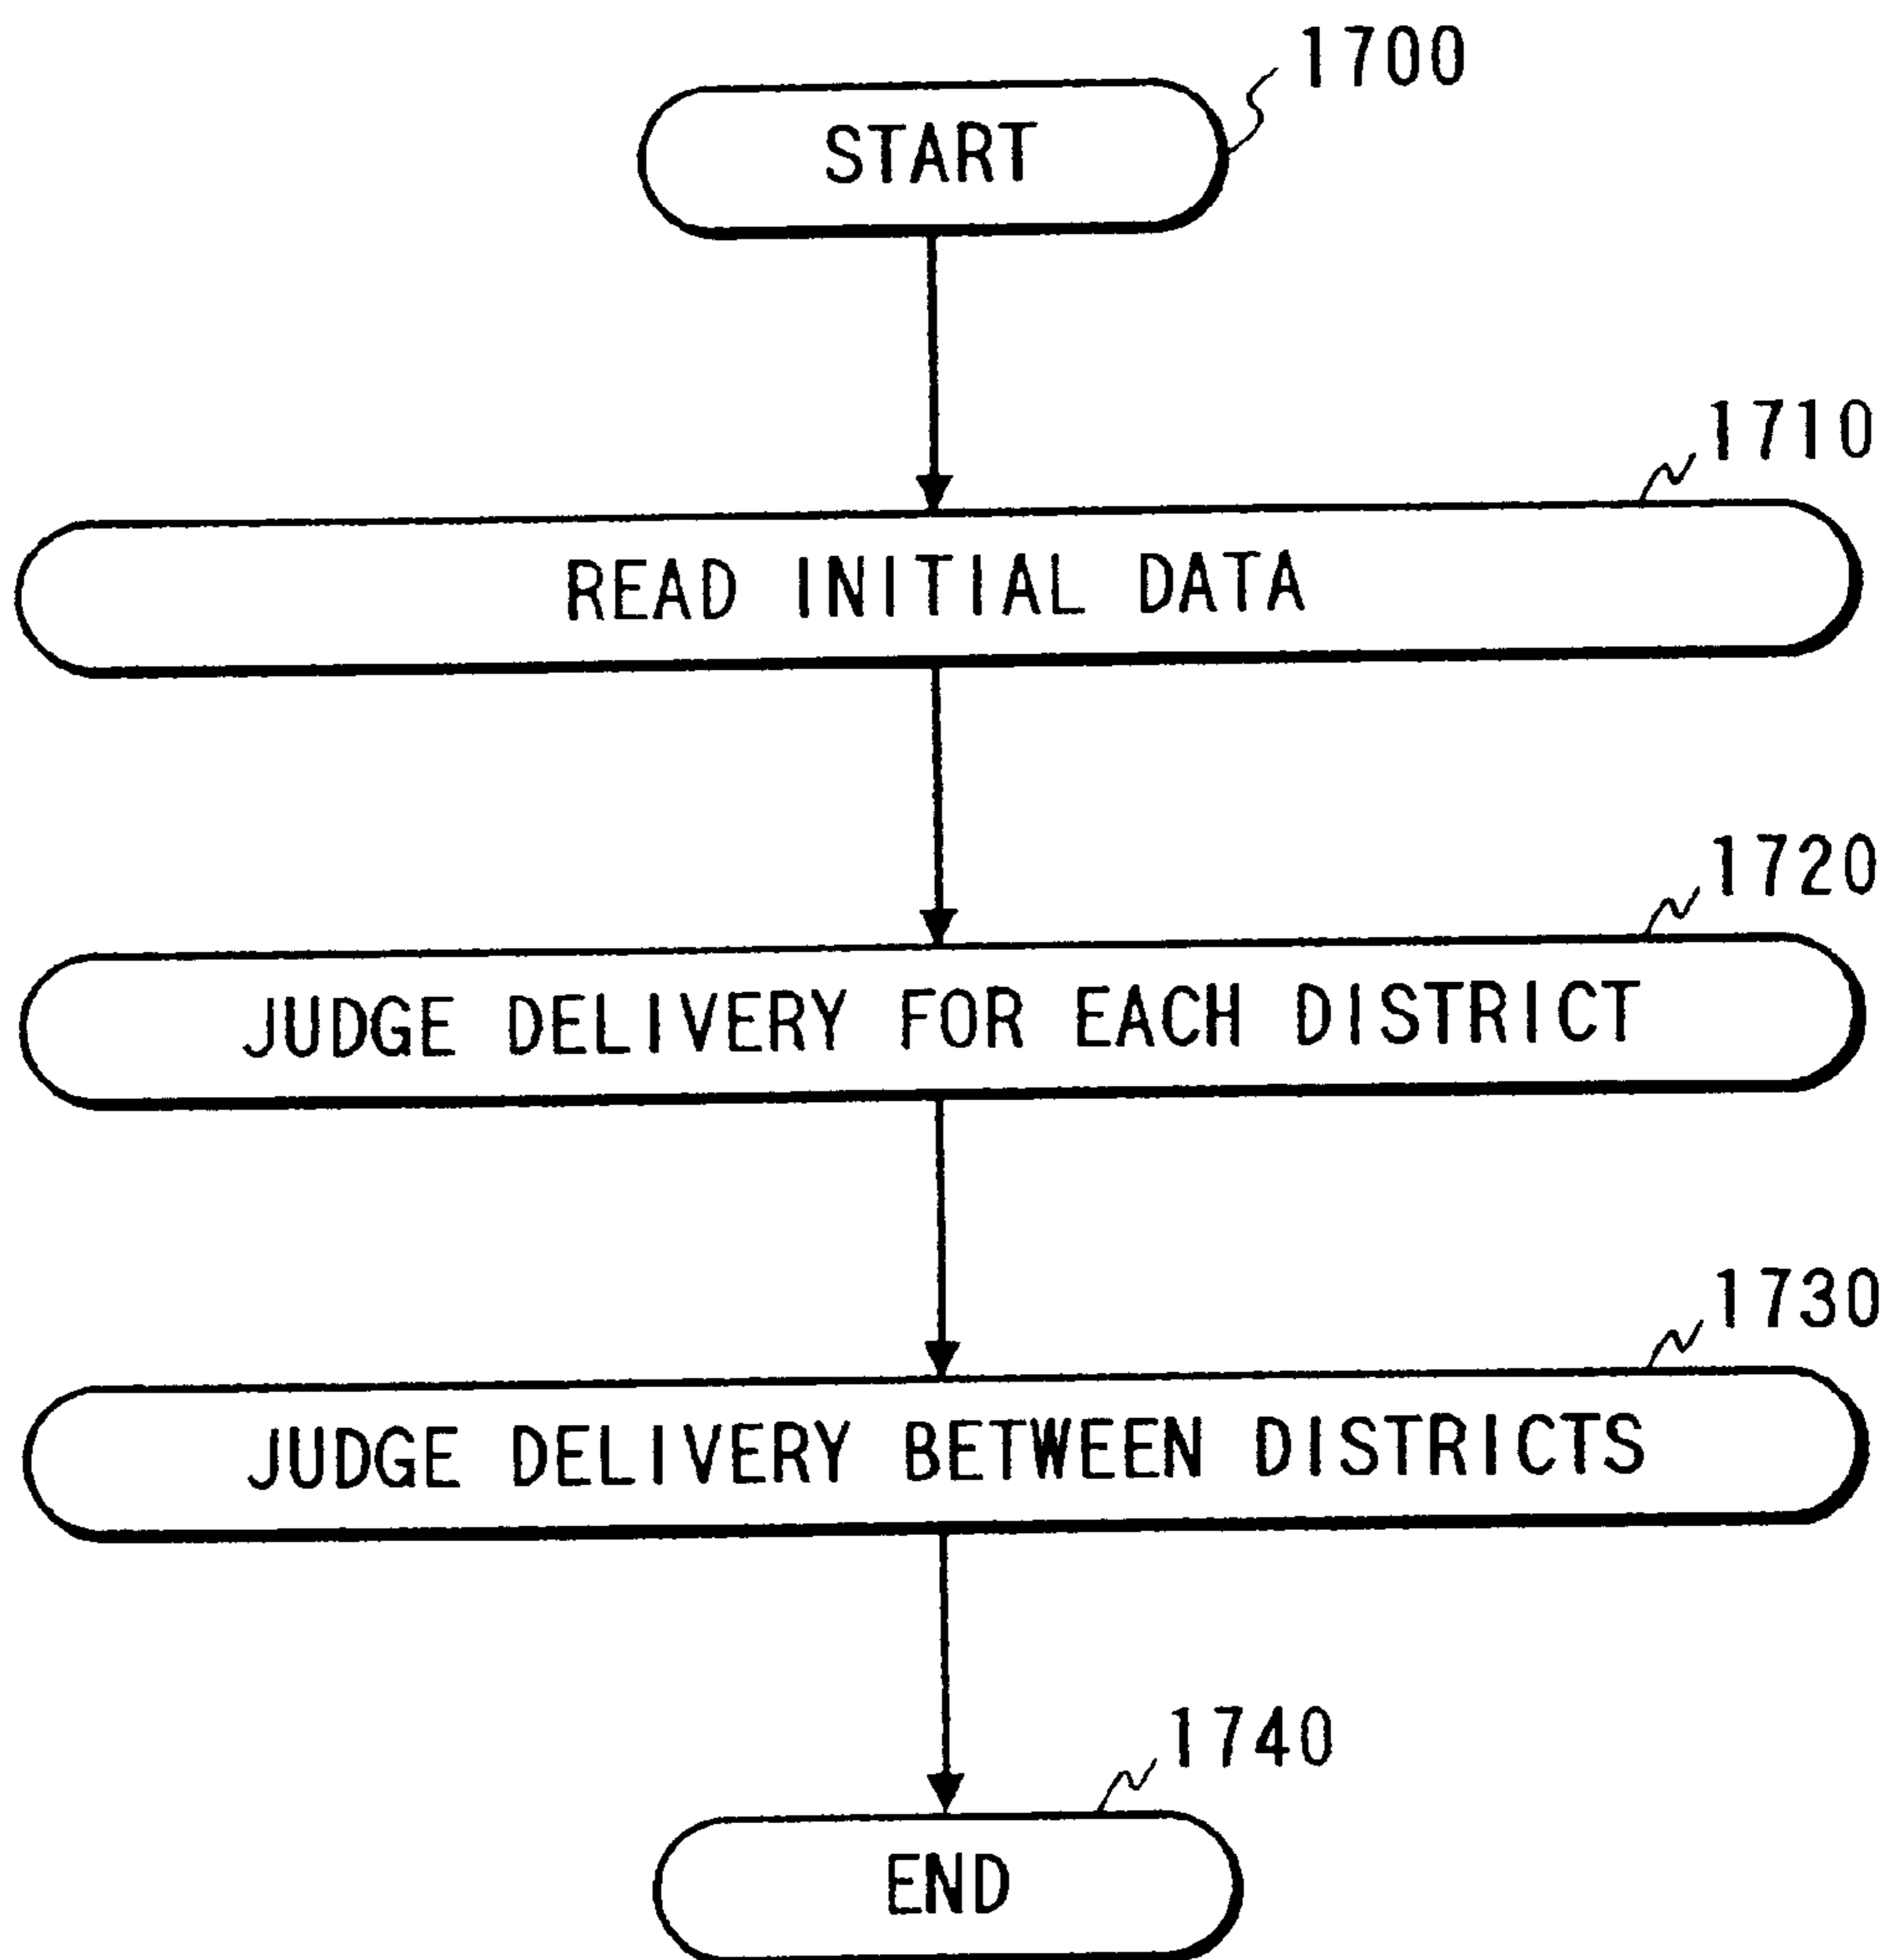 1700
START
1710
READ INITIAL DATA
1720
JUDGE DELIVERY FOR EACH DISTRICT
1730
JUDGE DELIVERY BETWEEN DISTRICTS
1740
END